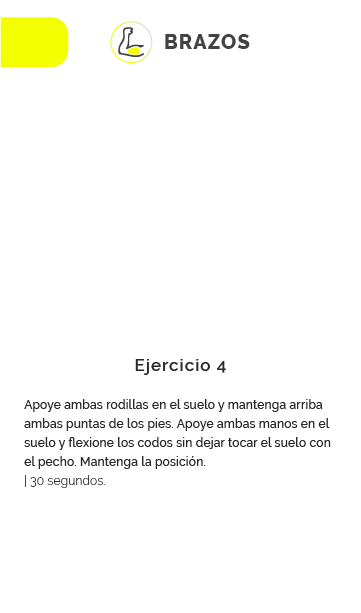 BRAZOS
Ejercicio 4
Apoye ambas rodillas en el suelo y mantenga arriba
ambas puntas de los pies. Apoye ambas manos en el
suelo y flexione los codos sin dejar tocar el suelo con
el pecho. Mantenga la posición.
| 30 segundos.